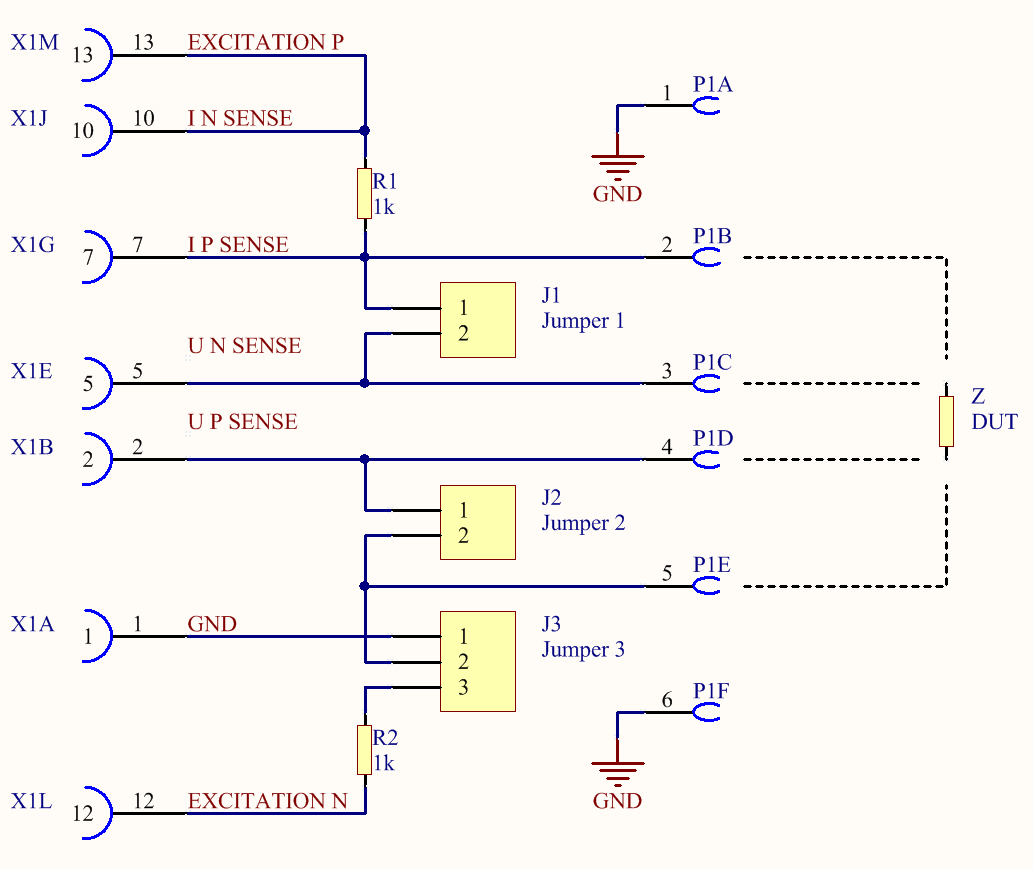 X1M 13 13 EXCITATION P
1 P1A
X1J 10 10 I N SENSE
R1
1k
GND
X1G 7 7 I P SENSE 2 P1B
1 J1
2 Jumper 1
U N SENSE
X1E 5 5 3 P1C
Z
DUT
U P SENSE
X1B 2 2 4 P1D
1 J2
2 Jumper 2
5 P1E
X1A 1 1 GND
1 J3
2 Jumper 3
3
6 P1F
R2
1k
X1L 12 12 EXCITATION N
GND